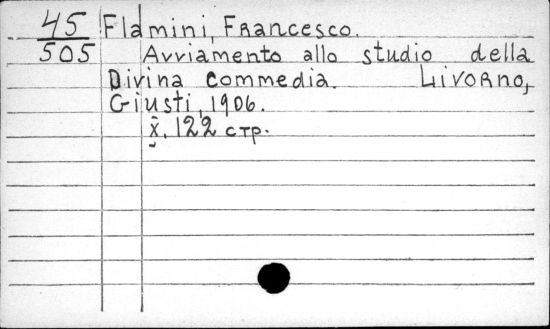 45 Flamini, Francesco.
505 Avviamento allo studio della
Divina Commedia. Livorno,
Giusti, 1906.
X, 122 стр.